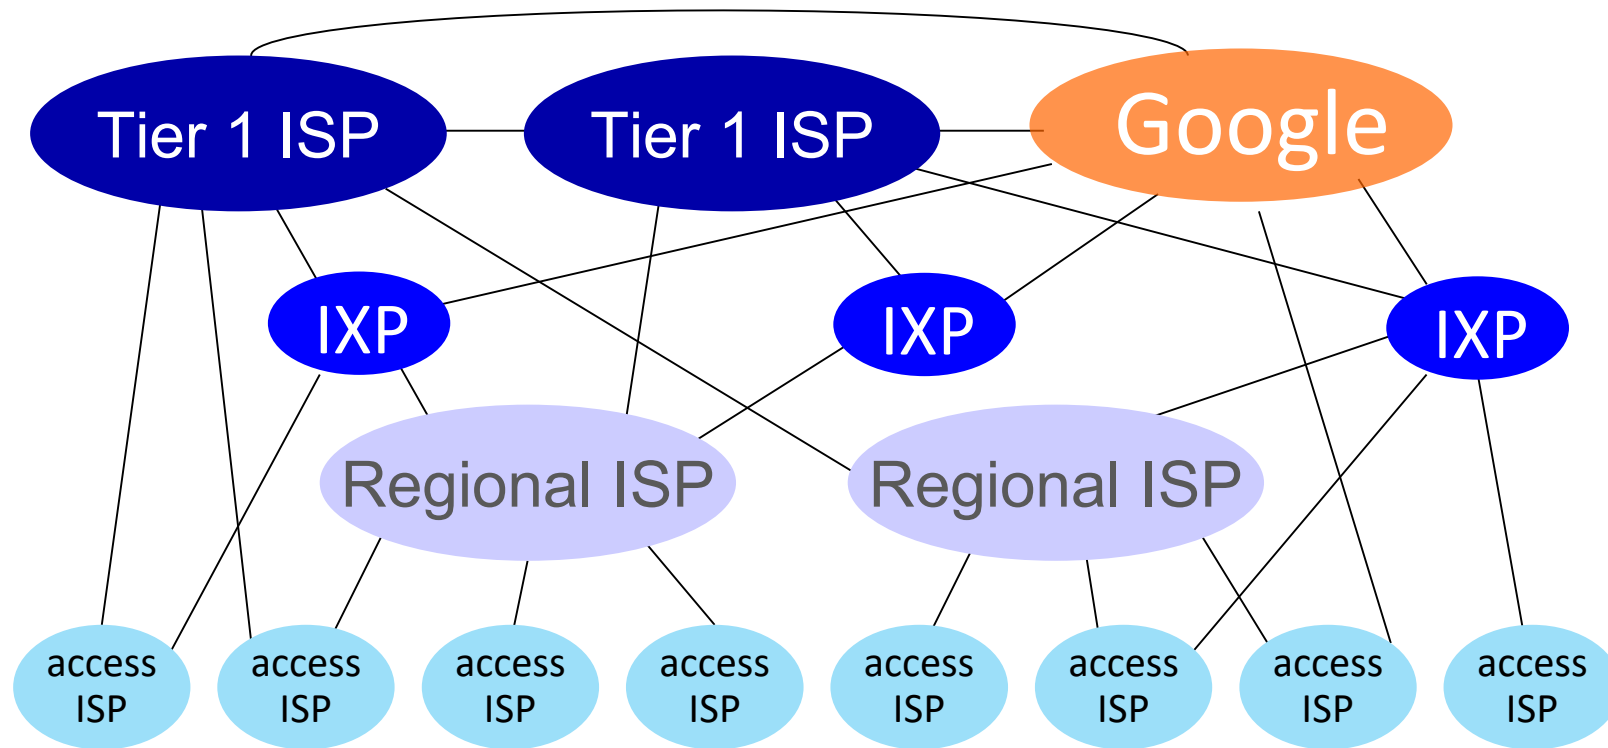 Tier 1 ISP
Tier 1 ISP
Google
IXP
IXP
IXP
Regional ISP
Regional ISP
access
ISP
access
ISP
access
ISP
access
ISP
access
ISP
access
ISP
access
ISP
access
ISP